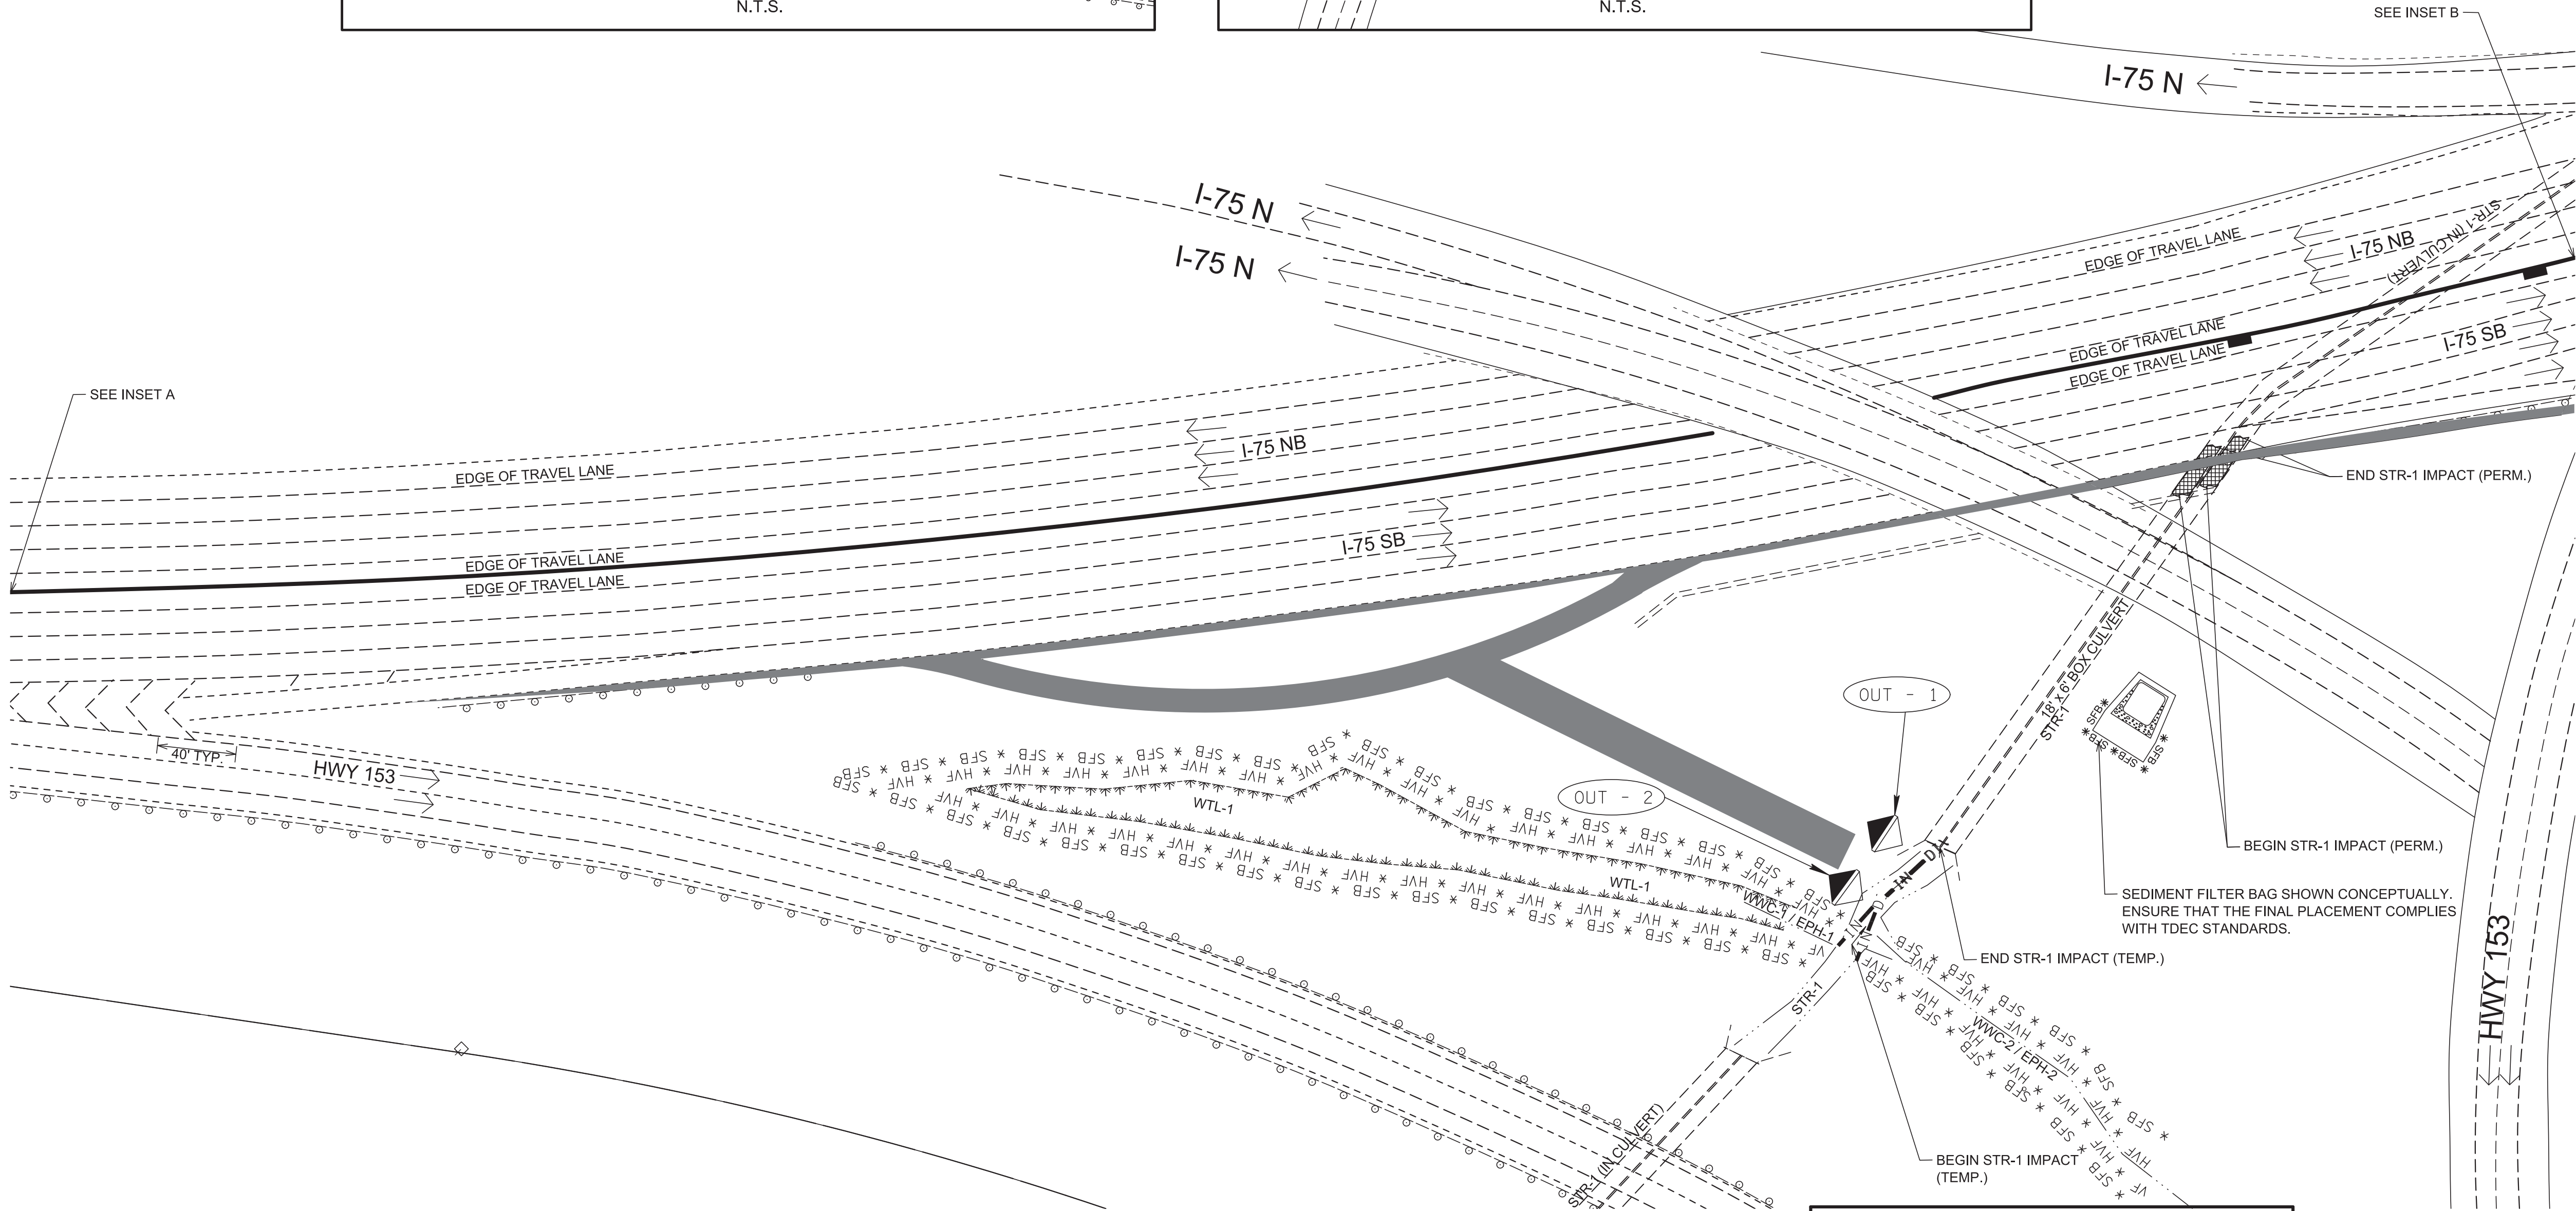 N.T.S.
N.T.S.
SEE INSET B
I-75 N
I-75 N
I-75 N
EDGE OF TRAVEL LANE
I-75 NB
STR-1 (IN CULVERT)
EDGE OF TRAVEL LANE
EDGE OF TRAVEL LANE
I-75 SB
SEE INSET A
EDGE OF TRAVEL LANE
I-75 NB
END STR-1 IMPACT (PERM.)
EDGE OF TRAVEL LANE
EDGE OF TRAVEL LANE
I-75 SB
18' x 6' BOX CULVERT
STR-1
OUT - 1
40' TYP.
HWY 153
SFB * SFB * SFB * SFB
OUT - 2
WTL-1
WTL-1
WWC-1 / EPH-1
IN
D
BEGIN STR-1 IMPACT (PERM.)
SEDIMENT FILTER BAG SHOWN CONCEPTUALLY.
ENSURE THAT THE FINAL PLACEMENT COMPLIES
WITH TDEC STANDARDS.
HWY 153
END STR-1 IMPACT (TEMP.)
STR-1
WWC-2 / EPH-2
STR-1 (IN CULVERT)
BEGIN STR-1 IMPACT
(TEMP.)